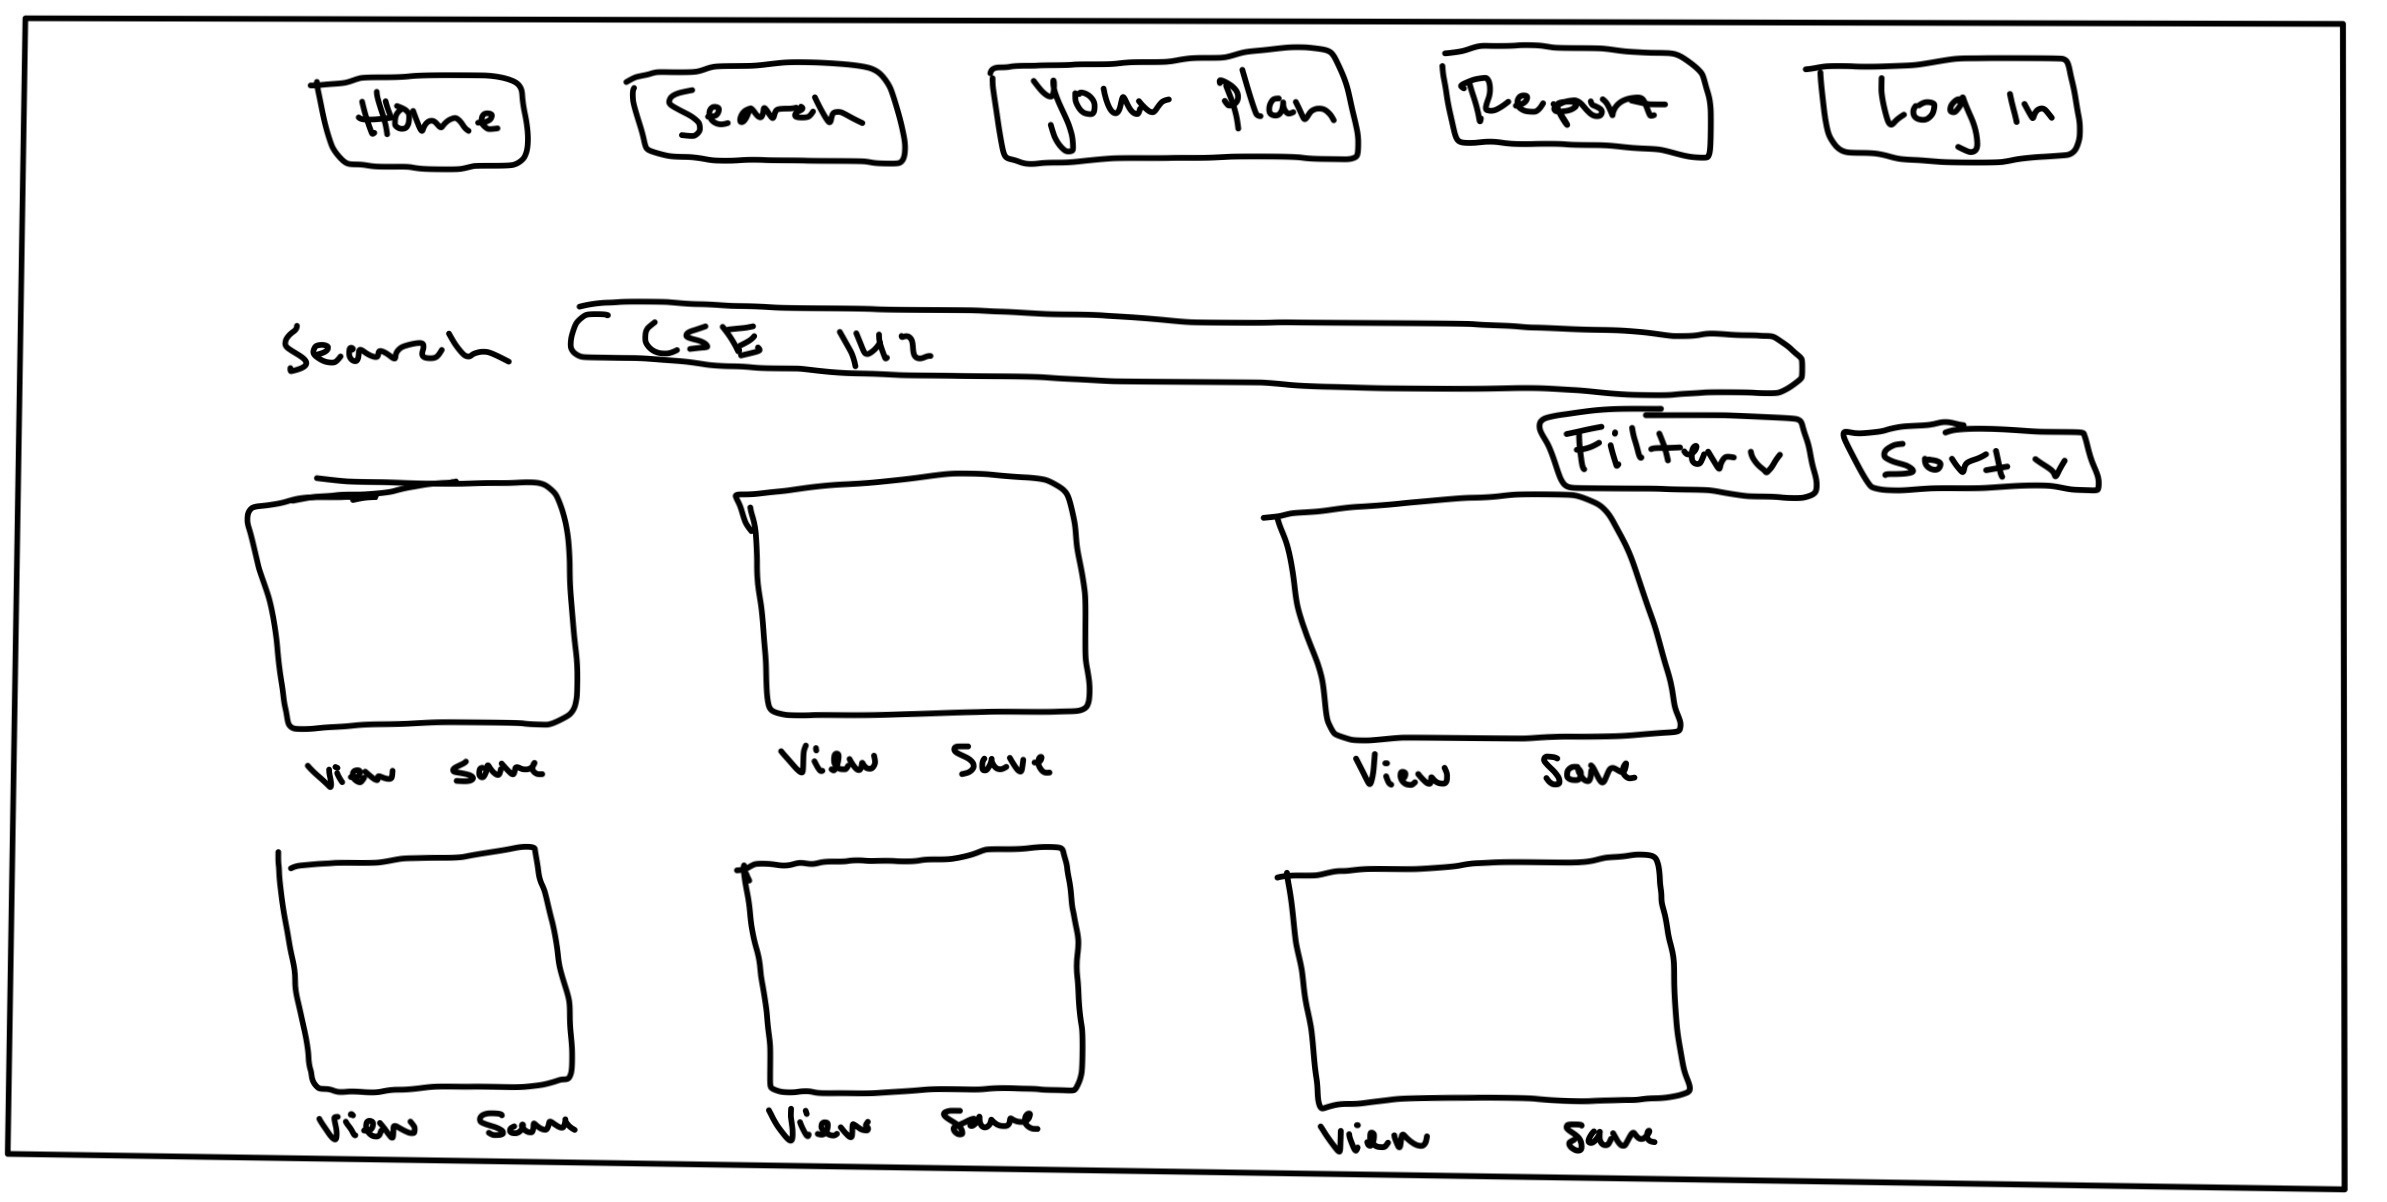 Home Search Your Plan Report Log In
Search CSE 142
Filter v Sort v
View Save View Save View Save
View Save View Save View Save